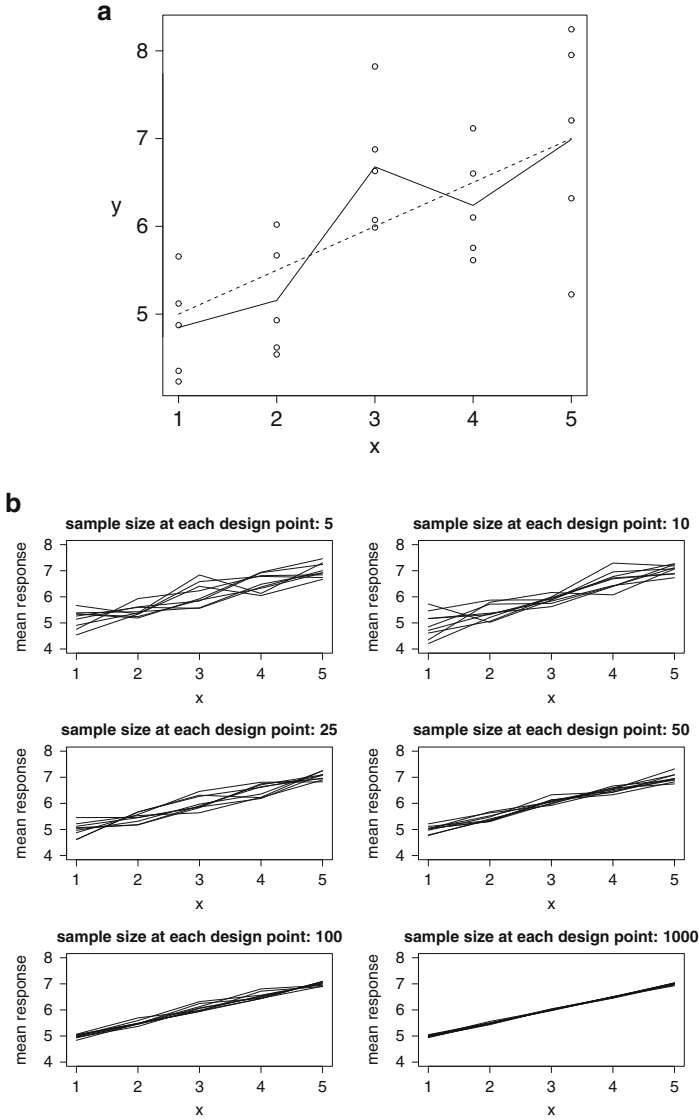 a
8
7
6
5
y
1 2 3 4 5
x
b
sample size at each design point: 5
mean response
8
7
6
5
4
1 2 3 4 5
x
sample size at each design point: 10
mean response
8
7
6
5
4
1 2 3 4 5
x
sample size at each design point: 25
mean response
8
7
6
5
4
1 2 3 4 5
x
sample size at each design point: 50
mean response
8
7
6
5
4
1 2 3 4 5
x
sample size at each design point: 100
mean response
8
7
6
5
4
1 2 3 4 5
x
sample size at each design point: 1000
mean response
8
7
6
5
4
1 2 3 4 5
x